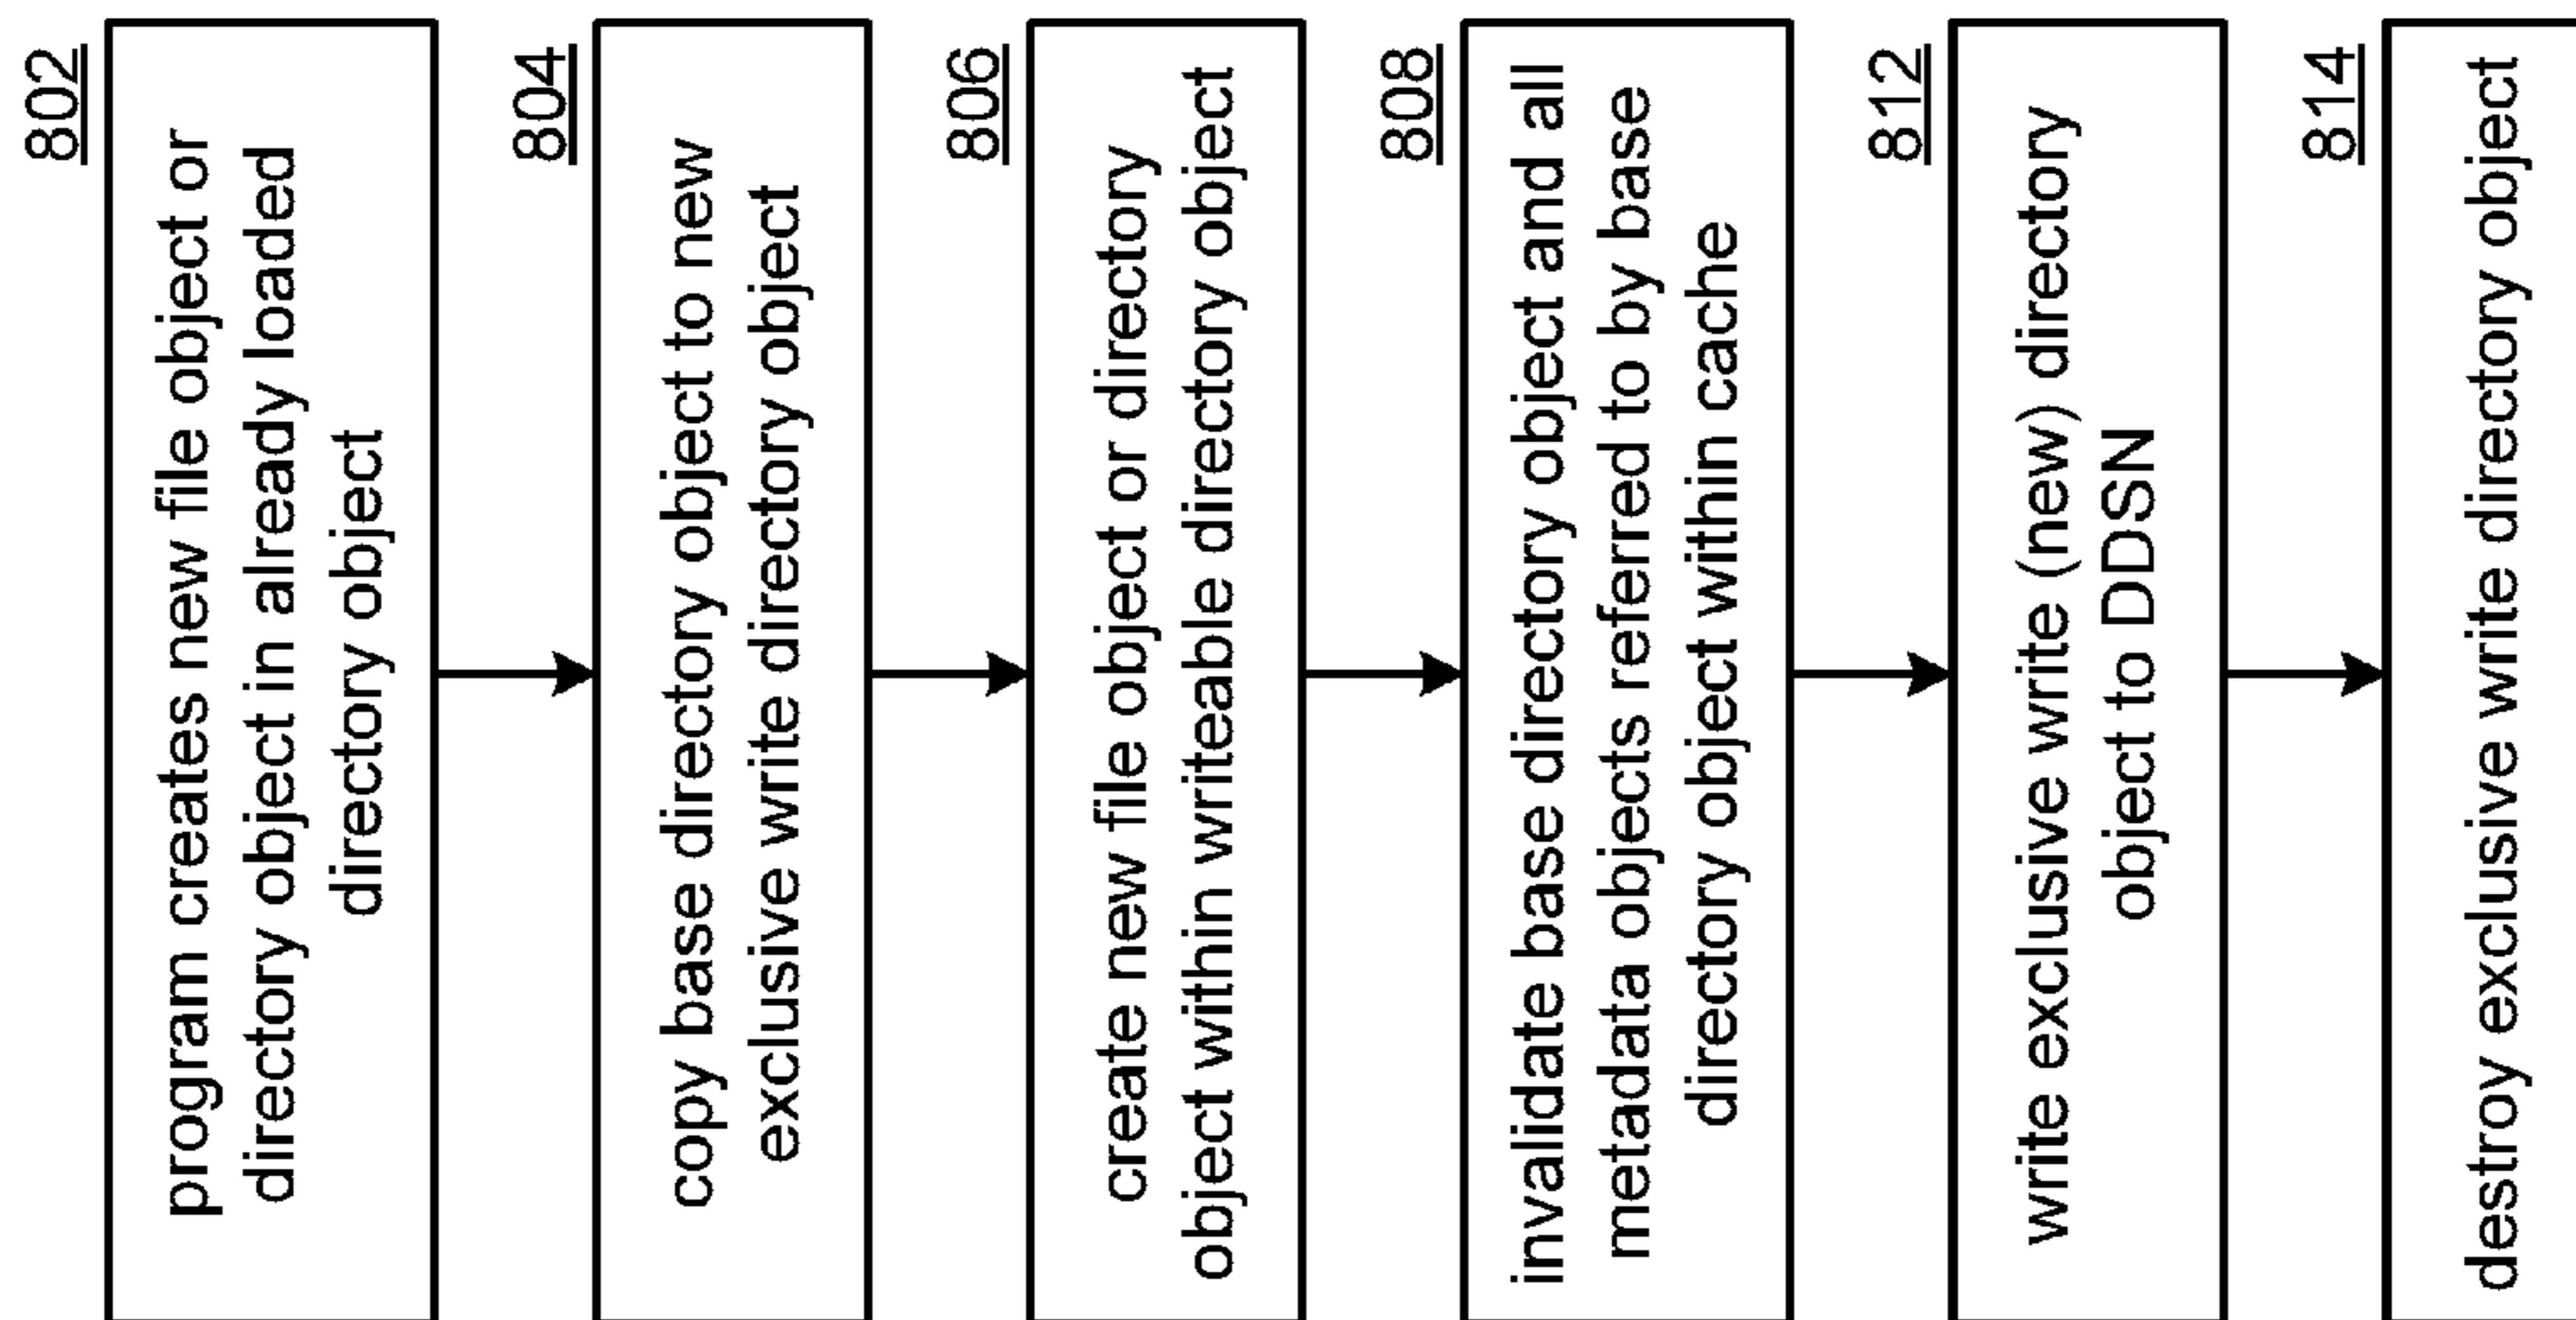 802
program creates new file object or
directory object in already loaded
directory object
804
copy base directory object to new
exclusive write directory object
806
create new file object or directory
object within writeable directory object
808
invalidate base directory object and all
metadata objects referred to by base
directory object within cache
812
write exclusive write (new) directory
object to DDSN
814
destroy exclusive write directory object